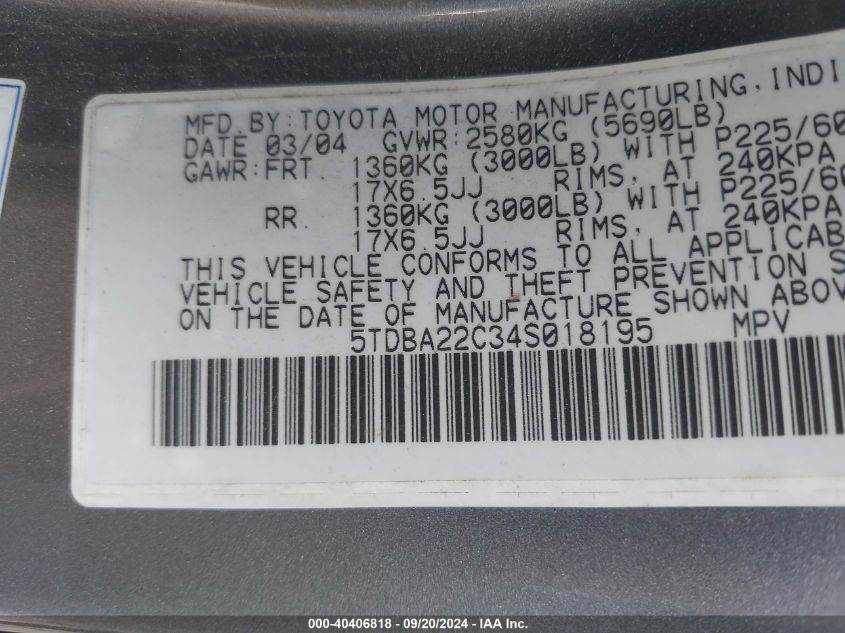 MFD. BY: TOYOTA MOTOR MANUFACTURING, INDI
DATE 03/04 GVWR: 2580KG (5690LB)
GAWR: FRT. 1360KG (3000LB) WITH P225/60
17X6.5JJ RIMS, AT 240KPA
RR. 1360KG (3000LB) WITH P225/60
17X6.5JJ RIMS, AT 240KPA
THIS VEHICLE CONFORMS TO ALL APPLICAB
VEHICLE SAFETY AND THEFT PREVENTION S
ON THE DATE OF MANUFACTURE SHOWN ABOV
5TDBA22C34S018195 MPV
000-40406818 - 09/20/2024 - IAA Inc.